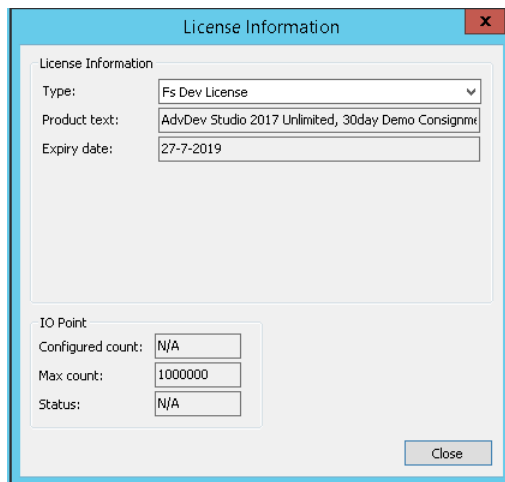 License Information
X
License Information
Type: Fs Dev License
Product text: AdvDev Studio 2017 Unlimited, 30day Demo Consignme
Expiry date: 27-7-2019
IO Point
Configured count: N/A
Max count: 1000000
Status: N/A
Close